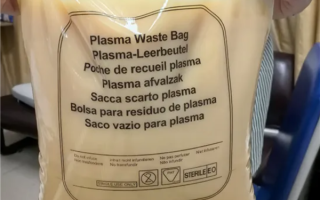 Plasma Waste Bag
Plasma-Leerbeutel
Poche de recueil plasma
Plasma afvalzak
Sacca scarto plasma
Bolsa para residuo de plasma
Saco vazio para plasma
STERILE EO